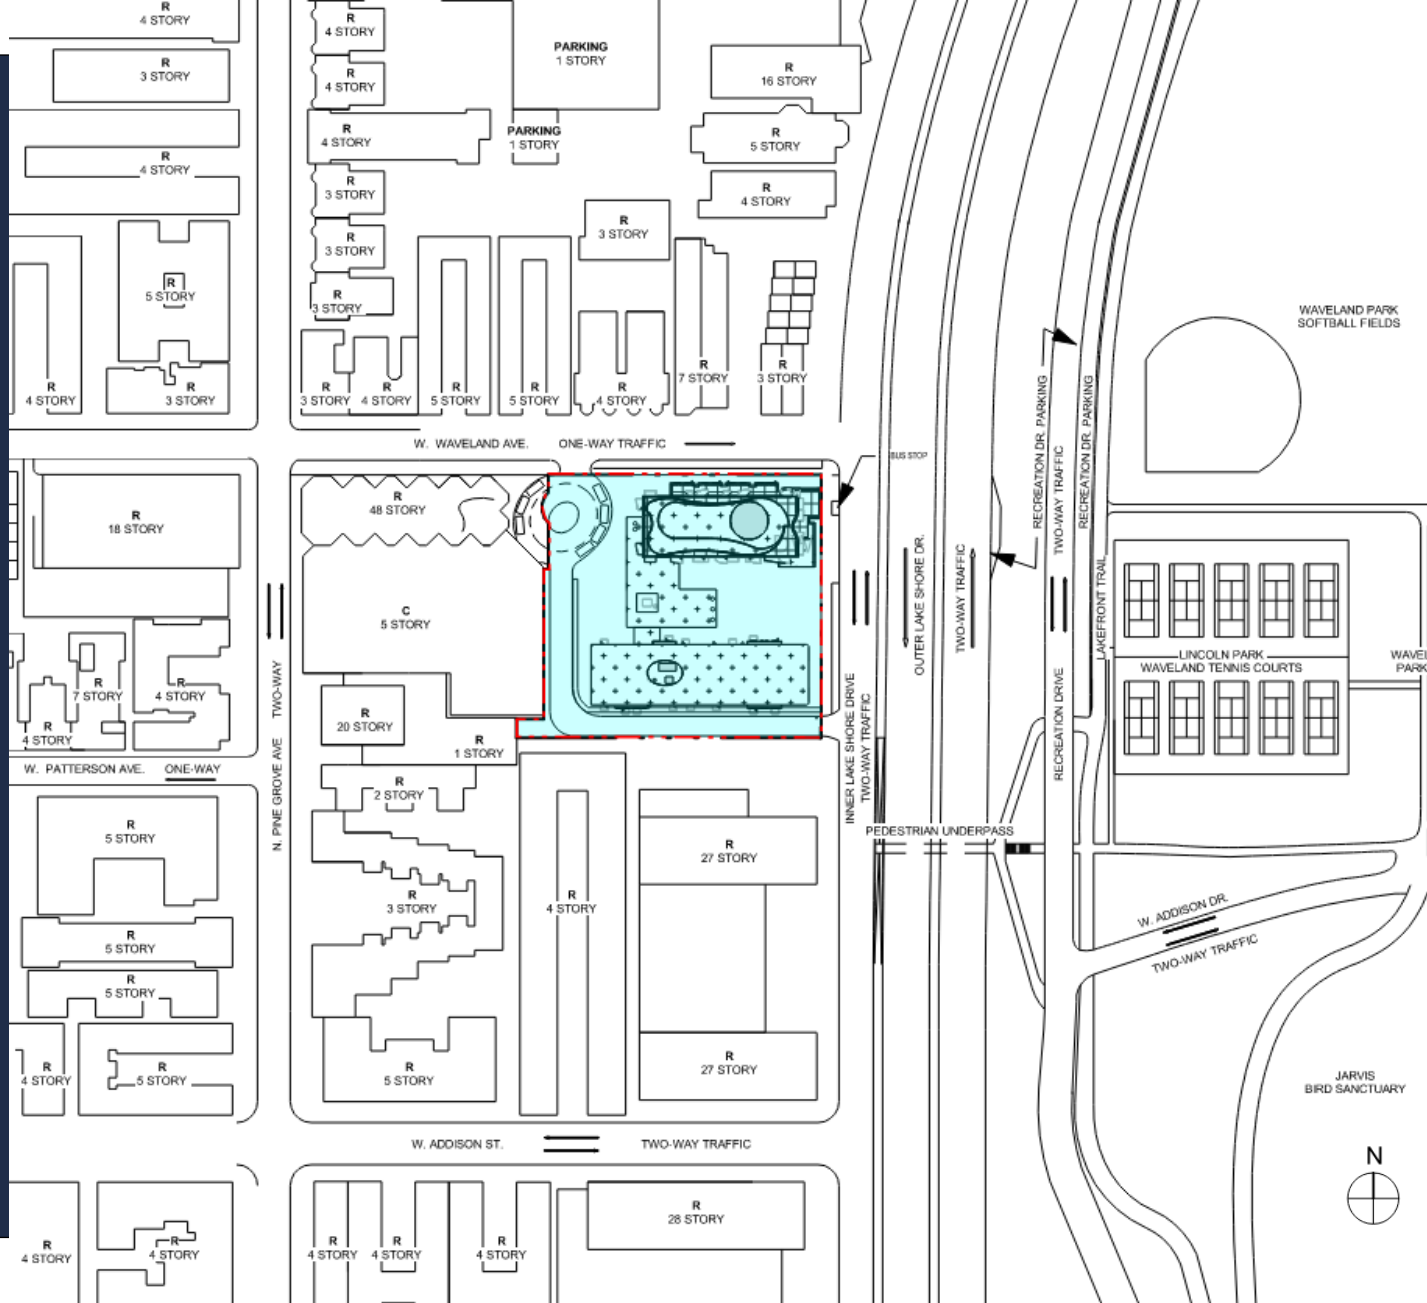 R
4 STORY
R
3 STORY
R
4 STORY
R
5 STORY
R
4 STORY
R
3 STORY
R
4 STORY
R
4 STORY
R
4 STORY
R
3 STORY
R
3 STORY
R
3 STORY
PARKING
1 STORY
PARKING
1 STORY
R
16 STORY
R
5 STORY
R
4 STORY
R
3 STORY
R
3 STORY
R
4 STORY
R
5 STORY
R
5 STORY
R
4 STORY
R
7 STORY
R
3 STORY
W. WAVELAND AVE.
ONE-WAY TRAFFIC
BUS STOP
WAVELAND PARK
SOFTBALL FIELDS
RECREATION DR. PARKING
TWO-WAY TRAFFIC
RECREATION DR. PARKING
R
18 STORY
R
48 STORY
C
5 STORY
R
7 STORY
R
4 STORY
R
4 STORY
R
20 STORY
R
1 STORY
TWO-WAY
N. PINE GROVE AVE
OUTER LAKE SHORE DR.
TWO-WAY TRAFFIC
INNER LAKE SHORE DRIVE
TWO-WAY TRAFFIC
LAKEFRONT TRAIL
RECREATION DRIVE
LINCOLN PARK
WAVELAND TENNIS COURTS
WAVEL
PARK
W. PATTERSON AVE.
ONE-WAY
R
2 STORY
R
5 STORY
R
3 STORY
R
4 STORY
R
27 STORY
PEDESTRIAN UNDERPASS
R
5 STORY
R
5 STORY
W. ADDISON DR.
TWO-WAY TRAFFIC
R
4 STORY
R
5 STORY
R
5 STORY
R
27 STORY
JARVIS
BIRD SANCTUARY
W. ADDISON ST.
TWO-WAY TRAFFIC
N
R
4 STORY
R
4 STORY
R
4 STORY
R
4 STORY
R
4 STORY
R
28 STORY